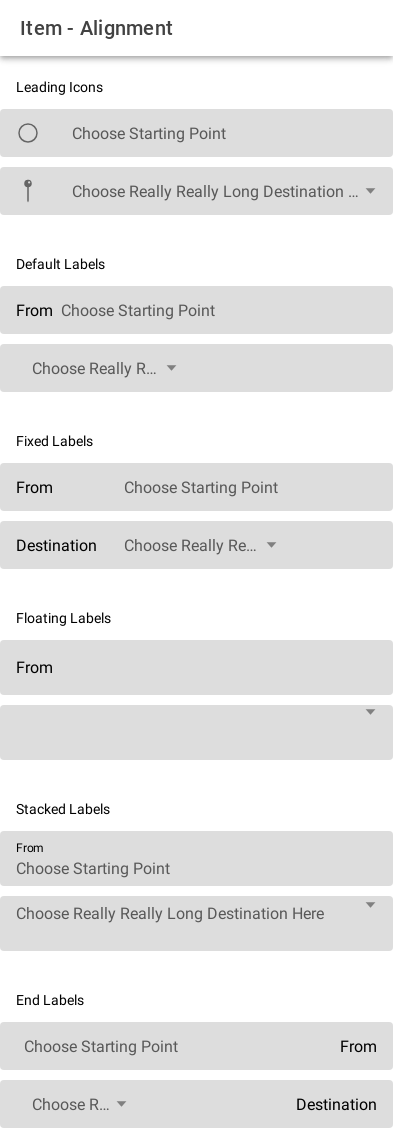 Item - Alignment
Leading Icons
Choose Starting Point
Choose Really Really Long Destination ...
Default Labels
From Choose Starting Point
Choose Really R...
Fixed Labels
From Choose Starting Point
Destination Choose Really Re...
Floating Labels
From
Stacked Labels
From
Choose Starting Point
Choose Really Really Long Destination Here
End Labels
Choose Starting Point From
Choose R... Destination